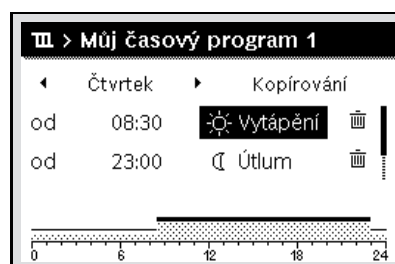 > Můj časový program 1
Čtvrtek Kopírování
od 08:30 Vytápění
od 23:00 Útlum
0 6 12 18 24